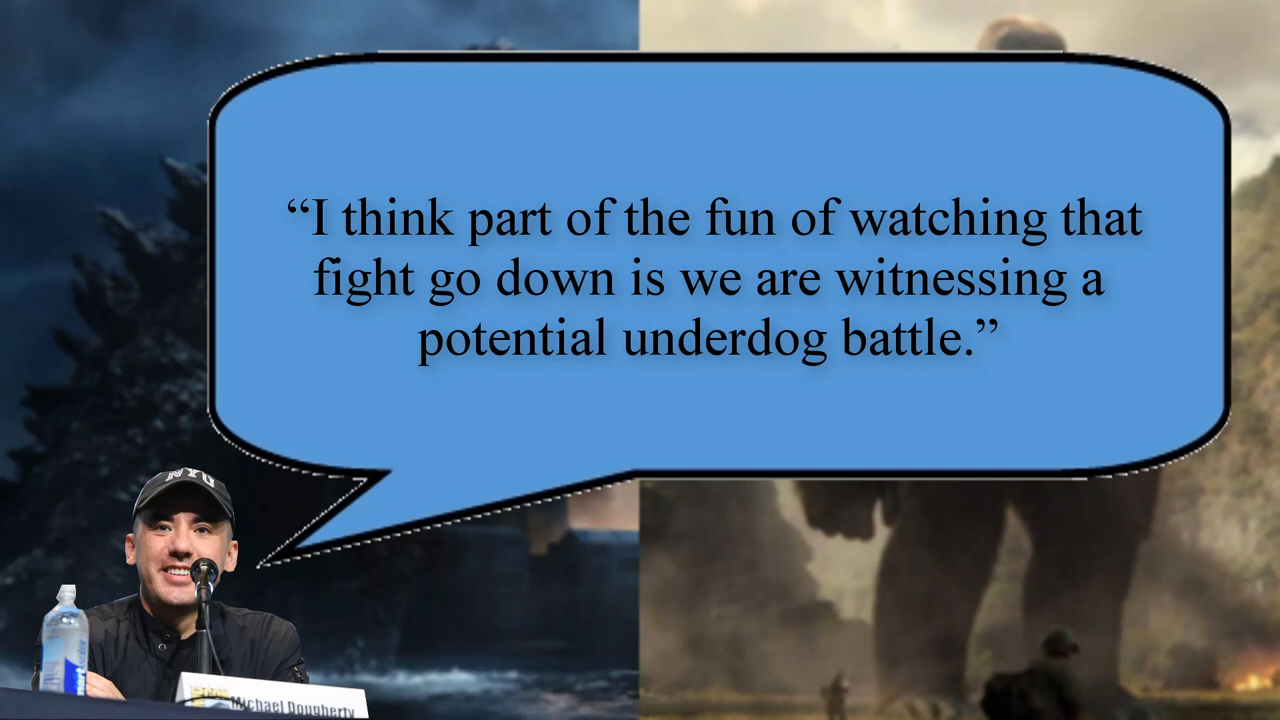 “I think part of the fun of watching that
fight go down is we are witnessing a
potential underdog battle.”
NYU
Michael Dougherty